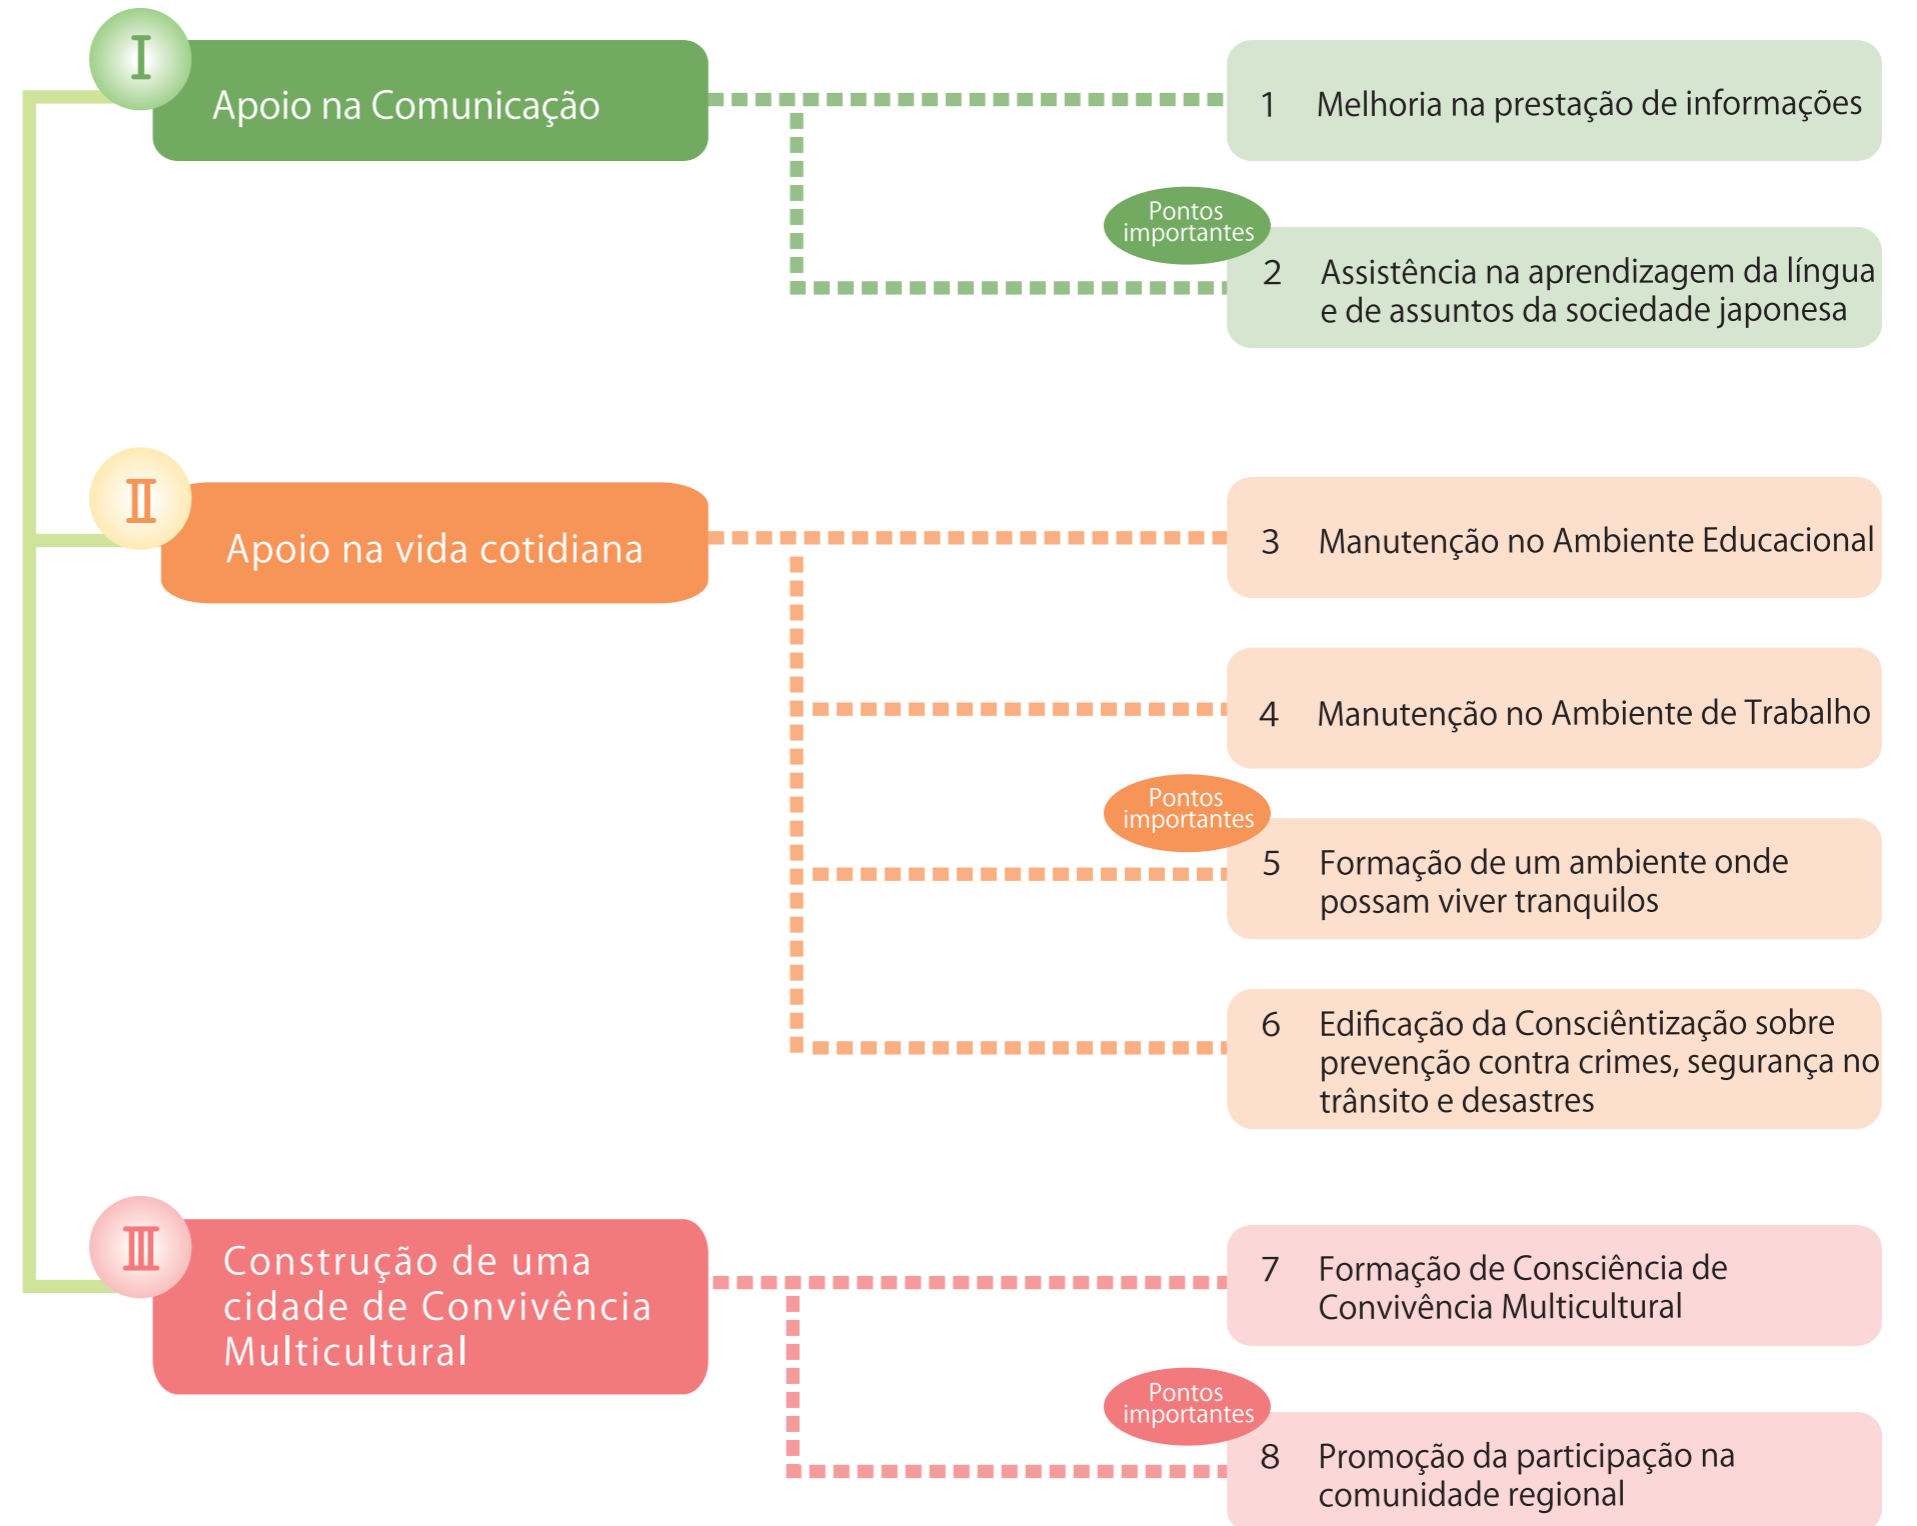 Ⅰ
Apoio na Comunicação
1 Melhoria na prestação de informações
Pontos
importantes
2 Assistência na aprendizagem da língua
e de assuntos da sociedade japonesa
Ⅱ
Apoio na vida cotidiana
3 Manutenção no Ambiente Educacional
4 Manutenção no Ambiente de Trabalho
Pontos
importantes
5 Formação de um ambiente onde
possam viver tranquilos
6 Edificação da Consciêntização sobre
prevenção contra crimes, segurança no
trânsito e desastres
Ⅲ
Construção de uma
cidade de Convivência
Multicultural
7 Formação de Consciência de
Convivência Multicultural
Pontos
importantes
8 Promoção da participação na
comunidade regional